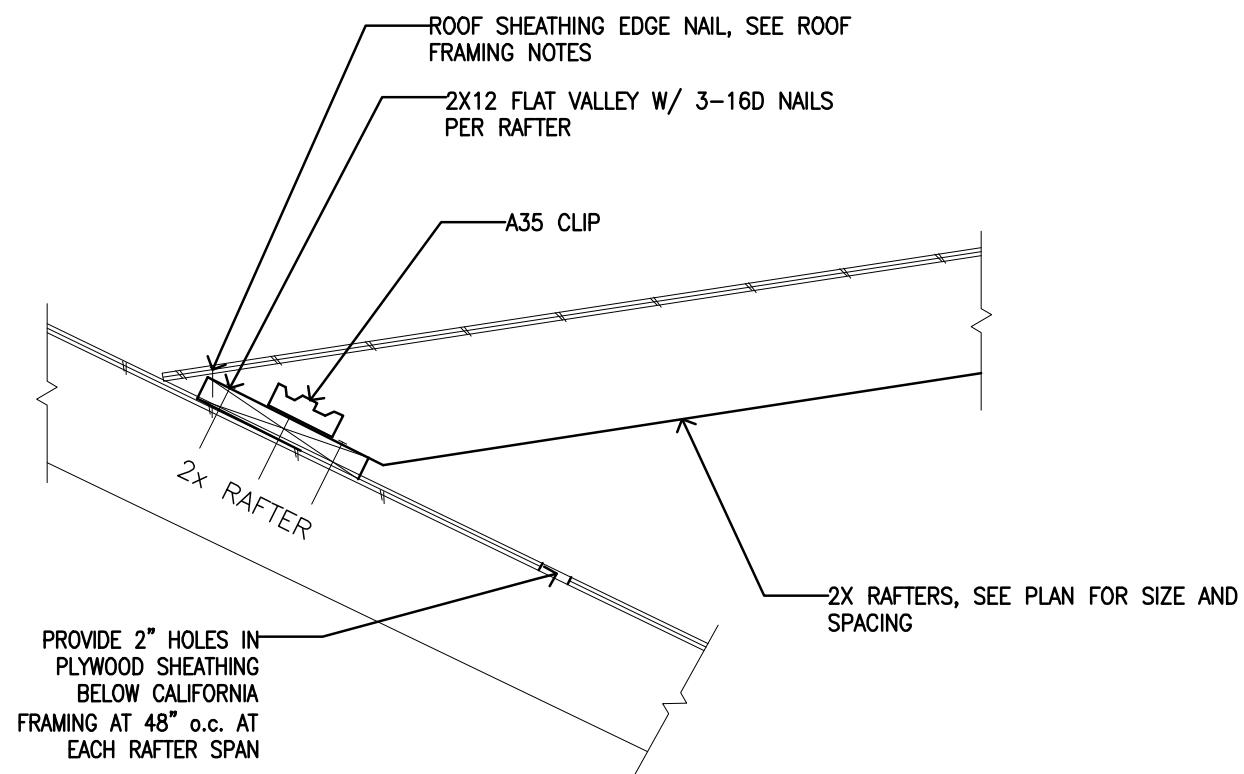 ROOF SHEATHING EDGE NAIL, SEE ROOF
FRAMING NOTES
2X12 FLAT VALLEY W/ 3-16D NAILS
PER RAFTER
A35 CLIP
2x RAFTER
2X RAFTERS, SEE PLAN FOR SIZE AND
SPACING
PROVIDE 2" HOLES IN
PLYWOOD SHEATHING
BELOW CALIFORNIA
FRAMING AT 48" o.c. AT
EACH RAFTER SPAN